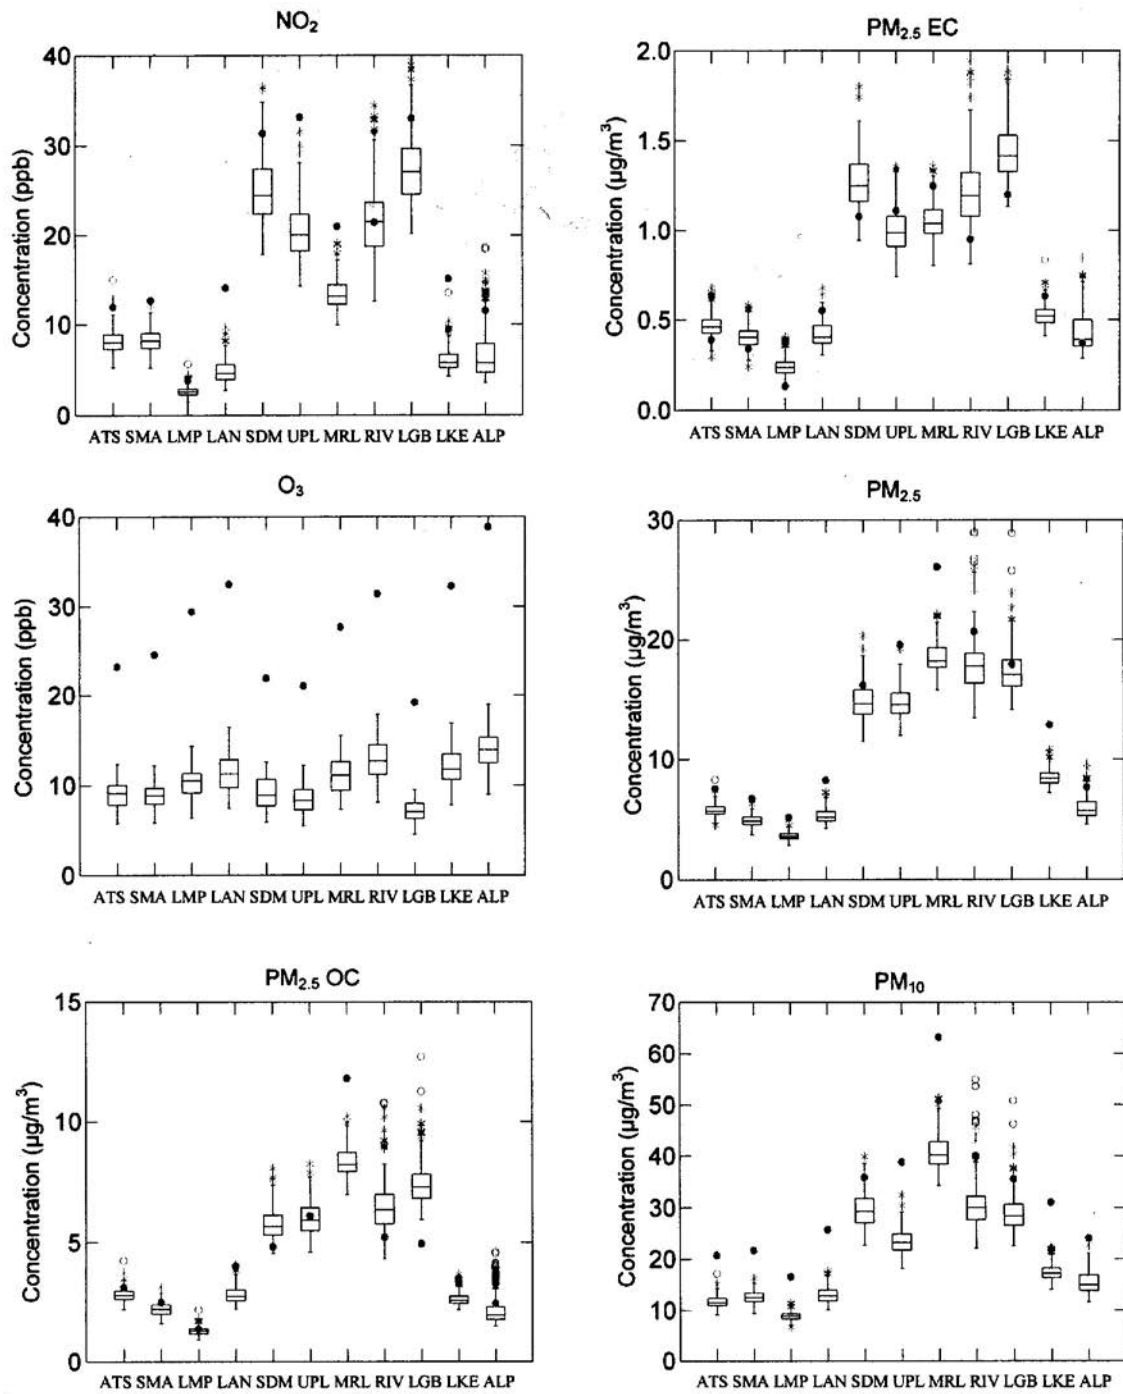 NO2
Concentration (ppb)
40
30
20
10
0
ATS SMA LMP LAN SDM UPL MRL RIV LGB LKE ALP
PM2.5 EC
Concentration (µg/m³)
2.0
1.5
1.0
0.5
0.0
ATS SMA LMP LAN SDM UPL MRL RIV LGB LKE ALP
O3
Concentration (ppb)
40
30
20
10
0
ATS SMA LMP LAN SDM UPL MRL RIV LGB LKE ALP
PM2.5
Concentration (µg/m³)
30
20
10
0
ATS SMA LMP LAN SDM UPL MRL RIV LGB LKE ALP
PM2.5 OC
Concentration (µg/m³)
15
10
5
0
ATS SMA LMP LAN SDM UPL MRL RIV LGB LKE ALP
PM10
Concentration (µg/m³)
70
60
50
40
30
20
10
0
ATS SMA LMP LAN SDM UPL MRL RIV LGB LKE ALP